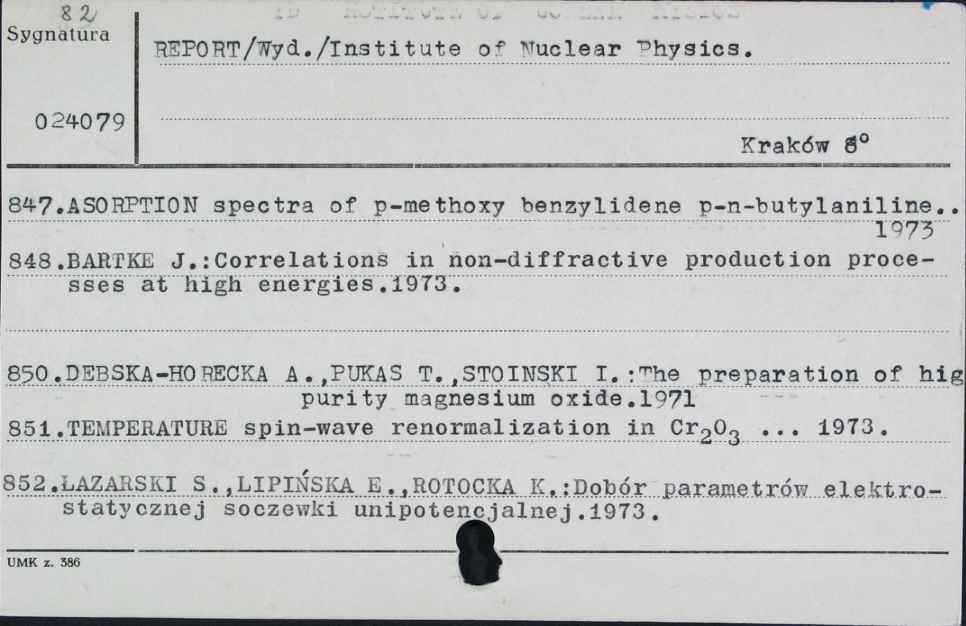 82
Sygnatura
REPORT/Wyd./Institute of Nuclear Physics.
024079
Kraków 8°
847.ASORPTION spectra of p-methoxy benzylidene p-n-butylaniline..
1973
848.BARTKE J.:Correlations in non-diffractive production proce-
sses at high energies.1973.
850.DEBSKA-HORECKA A.,PUKAS T.,STOINSKI I.:The preparation of hig
purity magnesium oxide.1971
851.TEMPERATURE spin-wave renormalization in Cr₂O₃ ... 1973.
852.ŁAZARSKI S.,LIPIŃSKA E.,ROTOCKA K.:Dobór parametrów elektro-
statycznej soczewki unipotencjalnej.1973.
UMK z. 386